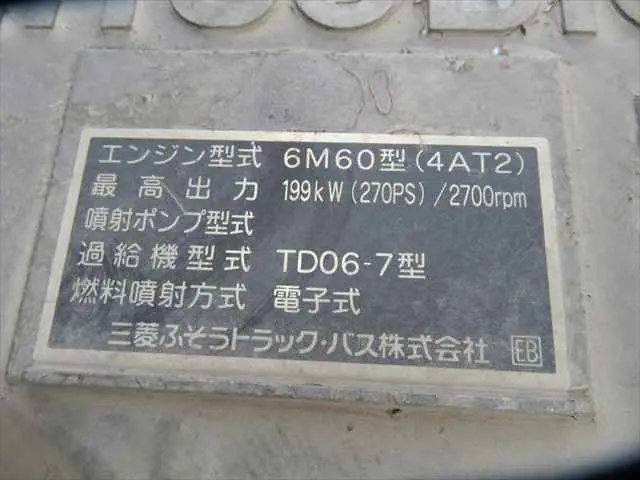 エンジン型式 6M60型(4AT2)
最高出力 199kW(270PS)/2700rpm
噴射ポンプ型式
過給機型式 TD06-7型
燃料噴射方式 電子式
三菱ふそうトラック・バス株式会社 EB